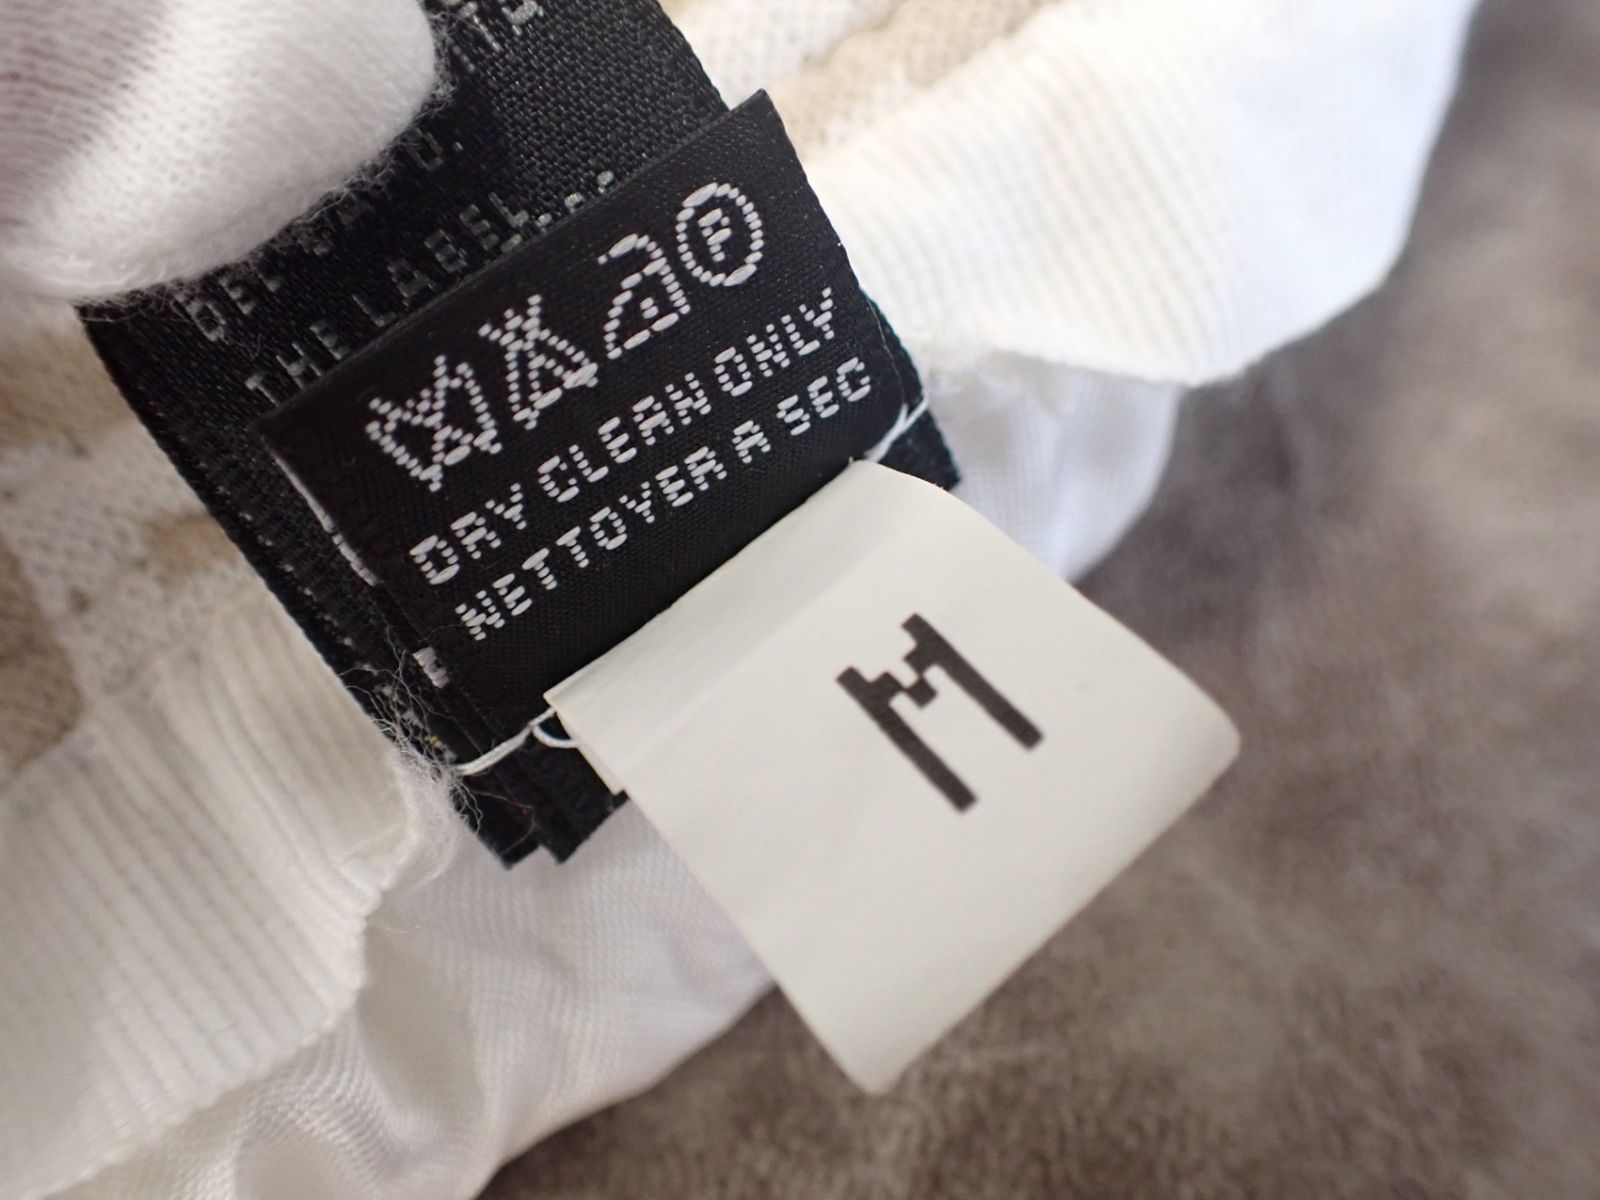 THE LABEL
F
DRY CLEAN ONLY
NETTOYER A SEC
M